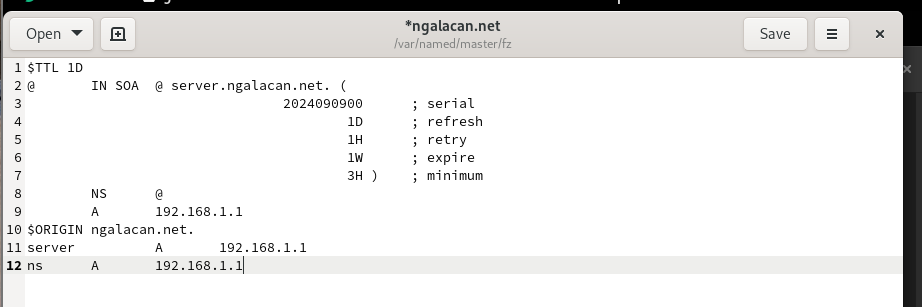 *ngalacan.net
Open
/var/named/master/fz
Save
1 $TTL 1D
2 @       IN SOA  @ server.ngalacan.net. (
3                                 2024090900      ; serial
4                                         1D      ; refresh
5                                         1H      ; retry
6                                         1W      ; expire
7                                         3H )    ; minimum
8         NS      @
9         A       192.168.1.1
10 $ORIGIN ngalacan.net.
11 server          A       192.168.1.1
12 ns      A       192.168.1.1